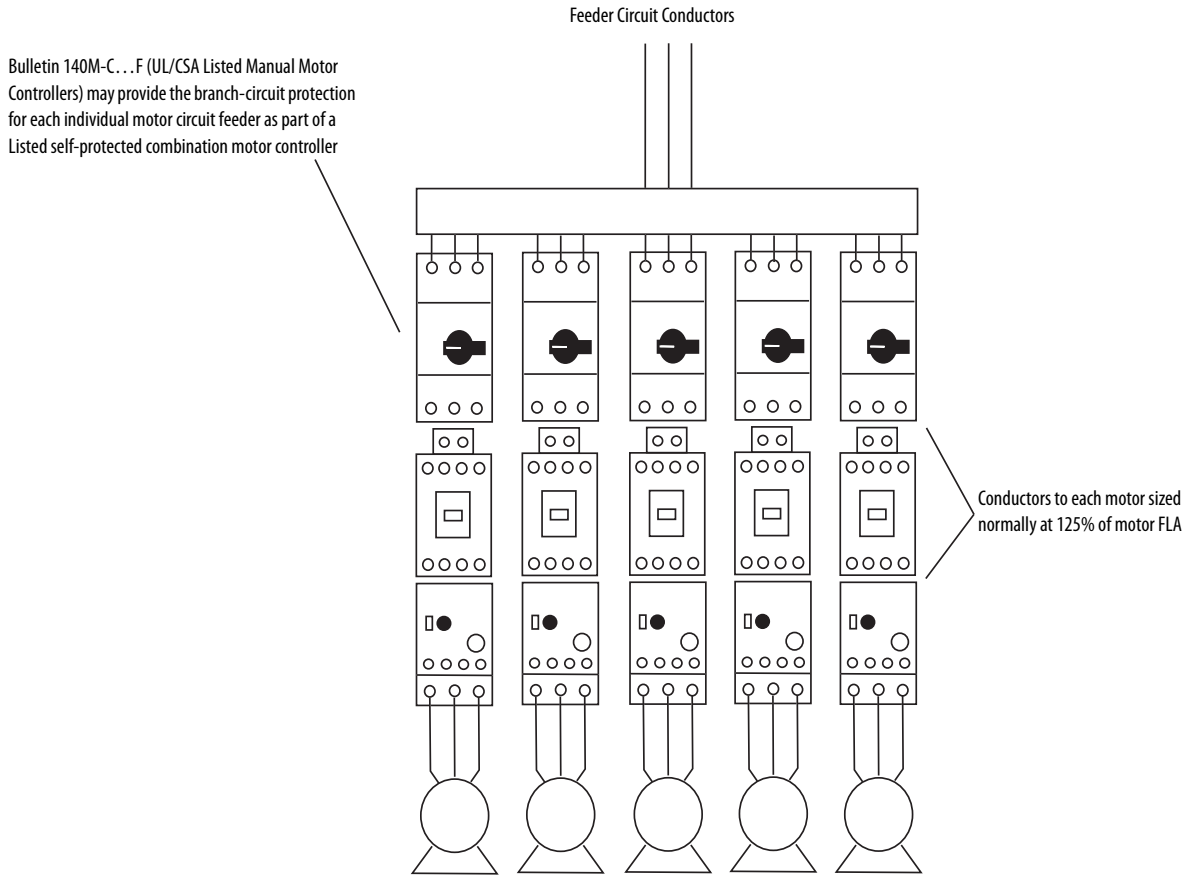 Feeder Circuit Conductors
Bulletin 140M-C…F (UL/CSA Listed Manual Motor
Controllers) may provide the branch-circuit protection
for each individual motor circuit feeder as part of a
Listed self-protected combination motor controller
Conductors to each motor sized
normally at 125% of motor FLA